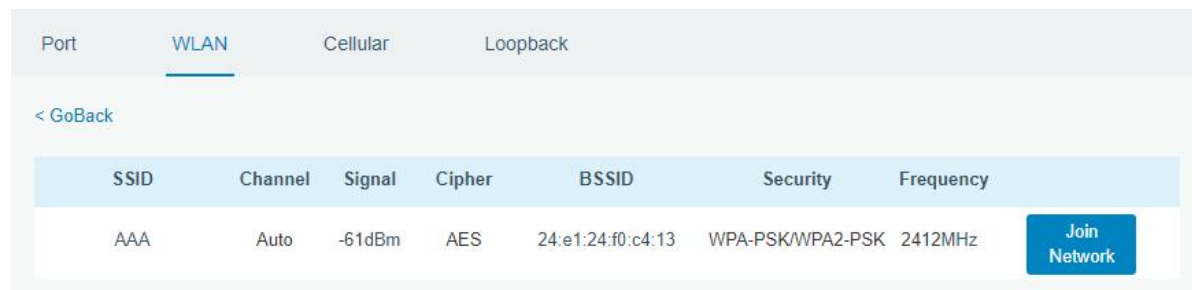 Port WLAN Cellular Loopback
< GoBack
SSID Channel Signal Cipher BSSID Security Frequency
AAA Auto -61dBm AES 24:e1:24:f0:c4:13 WPA-PSK/WPA2-PSK 2412MHz Join
Network